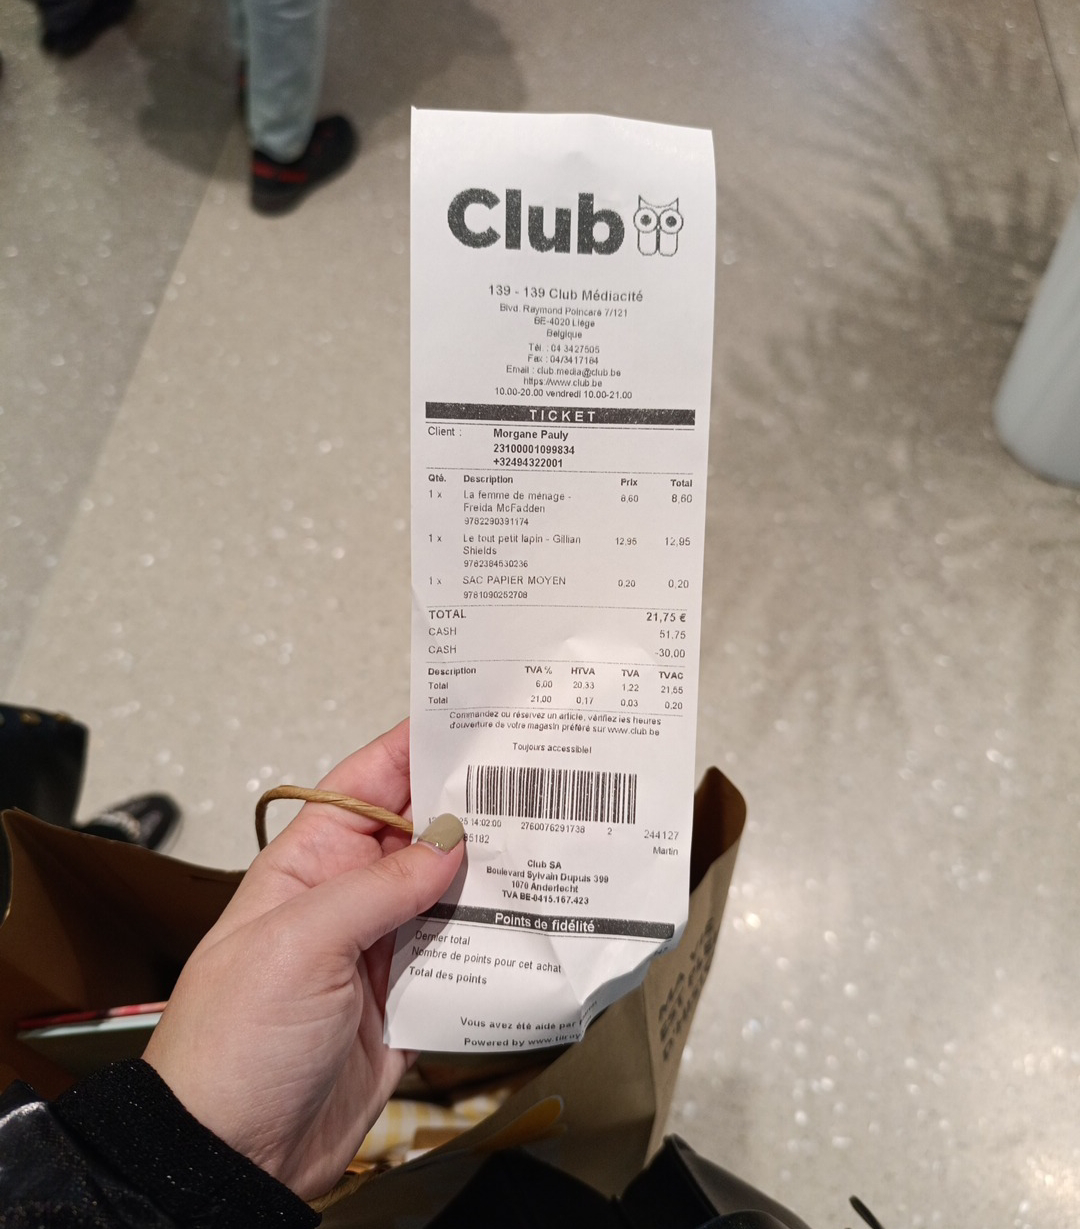 Club
139 - 139 Club Médiacité
Blvd. Raymond Poincaré 7/121
BE-4020 Liège
Belgique
Tél. : 04 3427605
Fax : 04/3417184
Email : club.media@club.be
https://www.club.be
10.00-20.00 vendredi 10.00-21.00
TICKET
Client : Morgane Pauly
23100001099834
+32494322001
Qté. Description Prix Total
1 x La femme de ménage - 8,60 8,60
Freida McFadden
9782290391174
1 x Le tout petit lapin - Gillian 12,95 12,95
Shields
9782384530236
1 x SAC PAPIER MOYEN 0,20 0,20
9781090252708
TOTAL 21,75 €
CASH 51,75
CASH -30,00
Description TVA % HTVA TVA TVAC
Total 6,00 20,33 1,22 21,55
Total 21,00 0,17 0,03 0,20
Commandez ou réservez un article, vérifiez les heures
d'ouverture de votre magasin préféré sur www.club.be
Toujours accessible!
14:02:00 2760076291738 2 244127
Martin
Club SA
Boulevard Sylvain Dupuis 399
1070 Anderlecht
TVA BE-0415.167.423
Points de fidélité
Dernier total
Nombre de points pour cet achat
Total des points
Vous avez été aidé par
Powered by